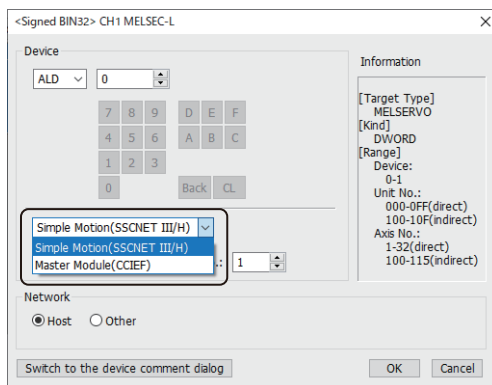 <Signed BIN32> CH1 MELSEC-L
Device
ALD 0
7 8 9 D E F
4 5 6 A B C
1 2 3
0 Back CL
Simple Motion(SSCNET III/H)
Simple Motion(SSCNET III/H)
Master Module(CCIEF)
.: 1
Network
Host Other
Switch to the device comment dialog
Information
[Target Type]
MELSERVO
[Kind]
DWORD
[Range]
Device:
0-1
Unit No.:
000-0FF(direct)
100-10F(indirect)
Axis No.:
1-32(direct)
100-115(indirect)
OK Cancel